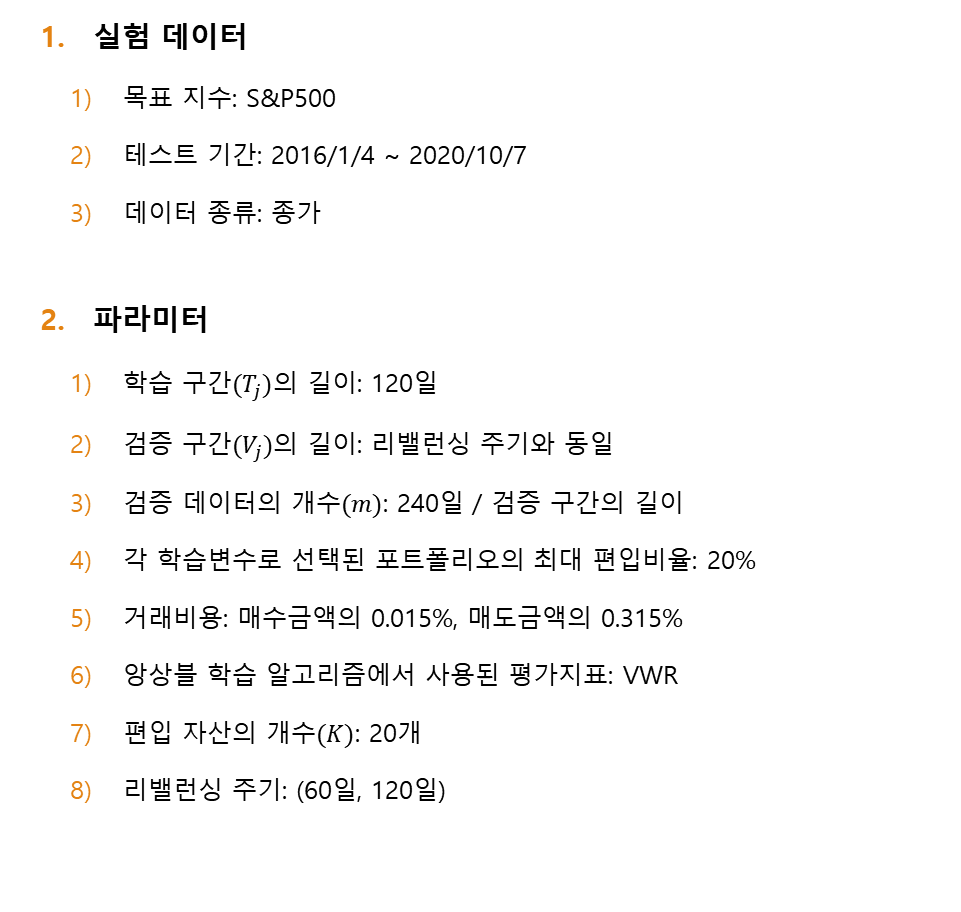 1. 실험 데이터
1) 목표 지수: S&P500
2) 테스트 기간: 2016/1/4 ~ 2020/10/7
3) 데이터 종류: 종가
2. 파라미터
1) 학습 구간(Tⱼ)의 길이: 120일
2) 검증 구간(Vⱼ)의 길이: 리밸런싱 주기와 동일
3) 검증 데이터의 개수(m): 240일 / 검증 구간의 길이
4) 각 학습변수로 선택된 포트폴리오의 최대 편입비율: 20%
5) 거래비용: 매수금액의 0.015%, 매도금액의 0.315%
6) 앙상블 학습 알고리즘에서 사용된 평가지표: VWR
7) 편입 자산의 개수(K): 20개
8) 리밸런싱 주기: (60일, 120일)